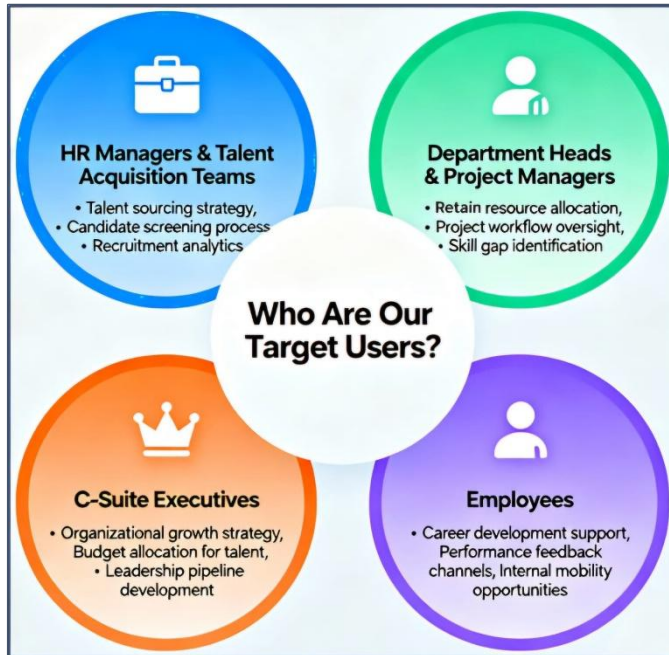 HR Managers & Talent
Acquisition Teams
• Talent sourcing strategy,
• Candidate screening process,
• Recruitment analytics
Department Heads
& Project Managers
• Retain resource allocation,
• Project workflow oversight,
• Skill gap identification
Who Are Our
Target Users?
C-Suite Executives
• Organizational growth strategy,
Budget allocation for talent,
• Leadership pipeline
development
Employees
• Career development support,
Performance feedback
channels, Internal mobility
opportunities